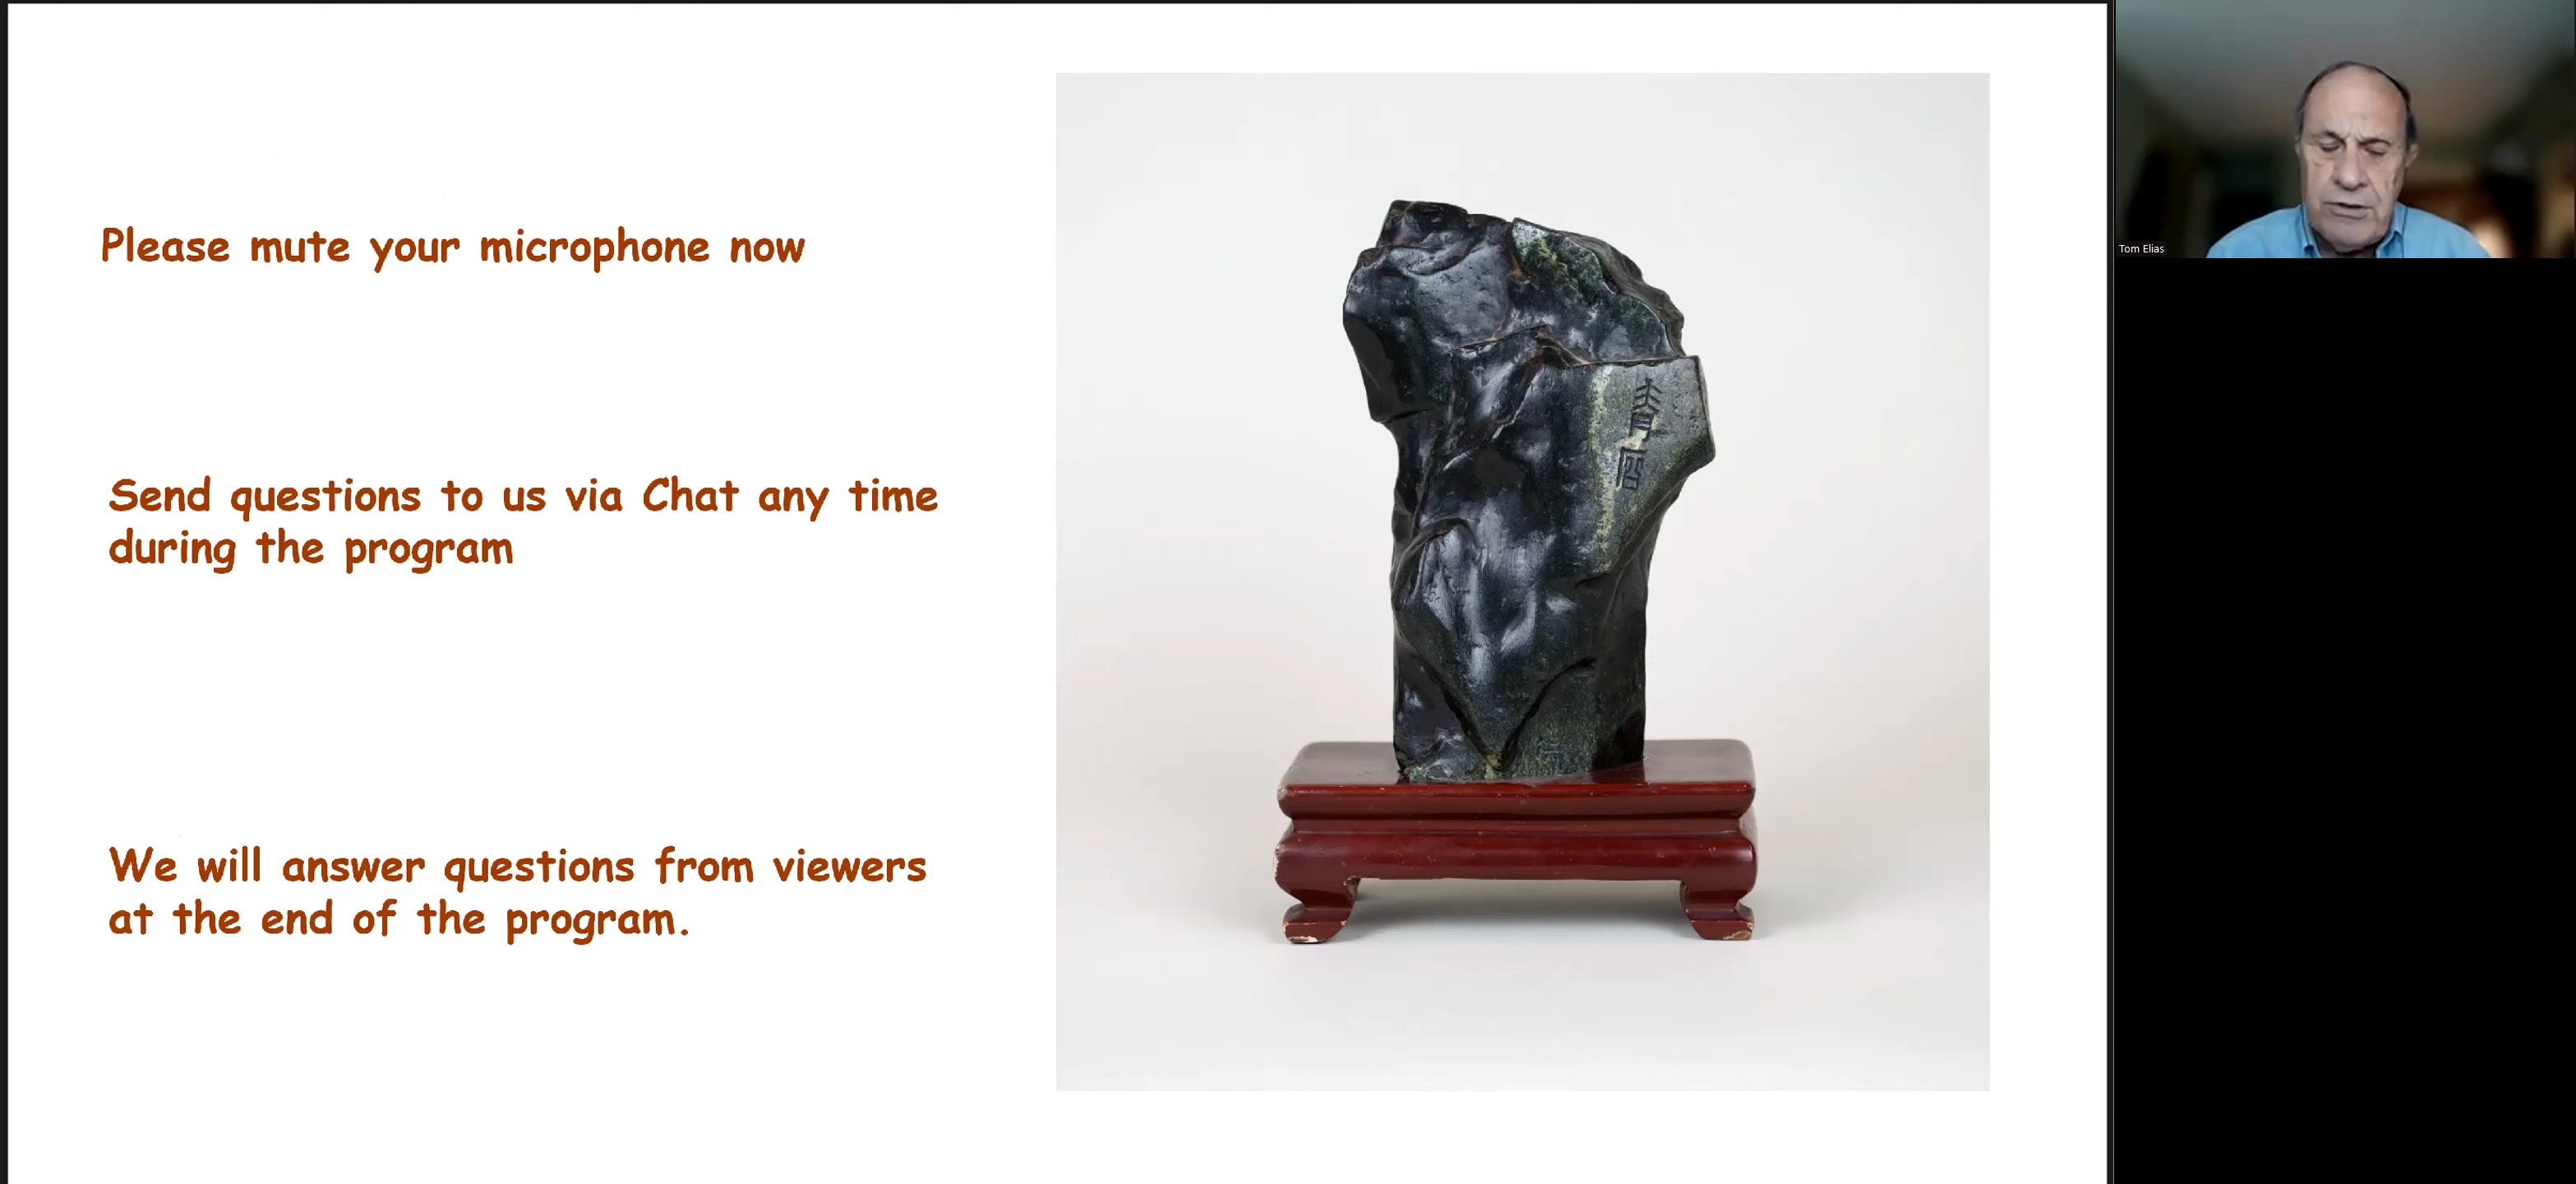 Please mute your microphone now
Send questions to us via Chat any time
during the program
We will answer questions from viewers
at the end of the program.
Tom Elias